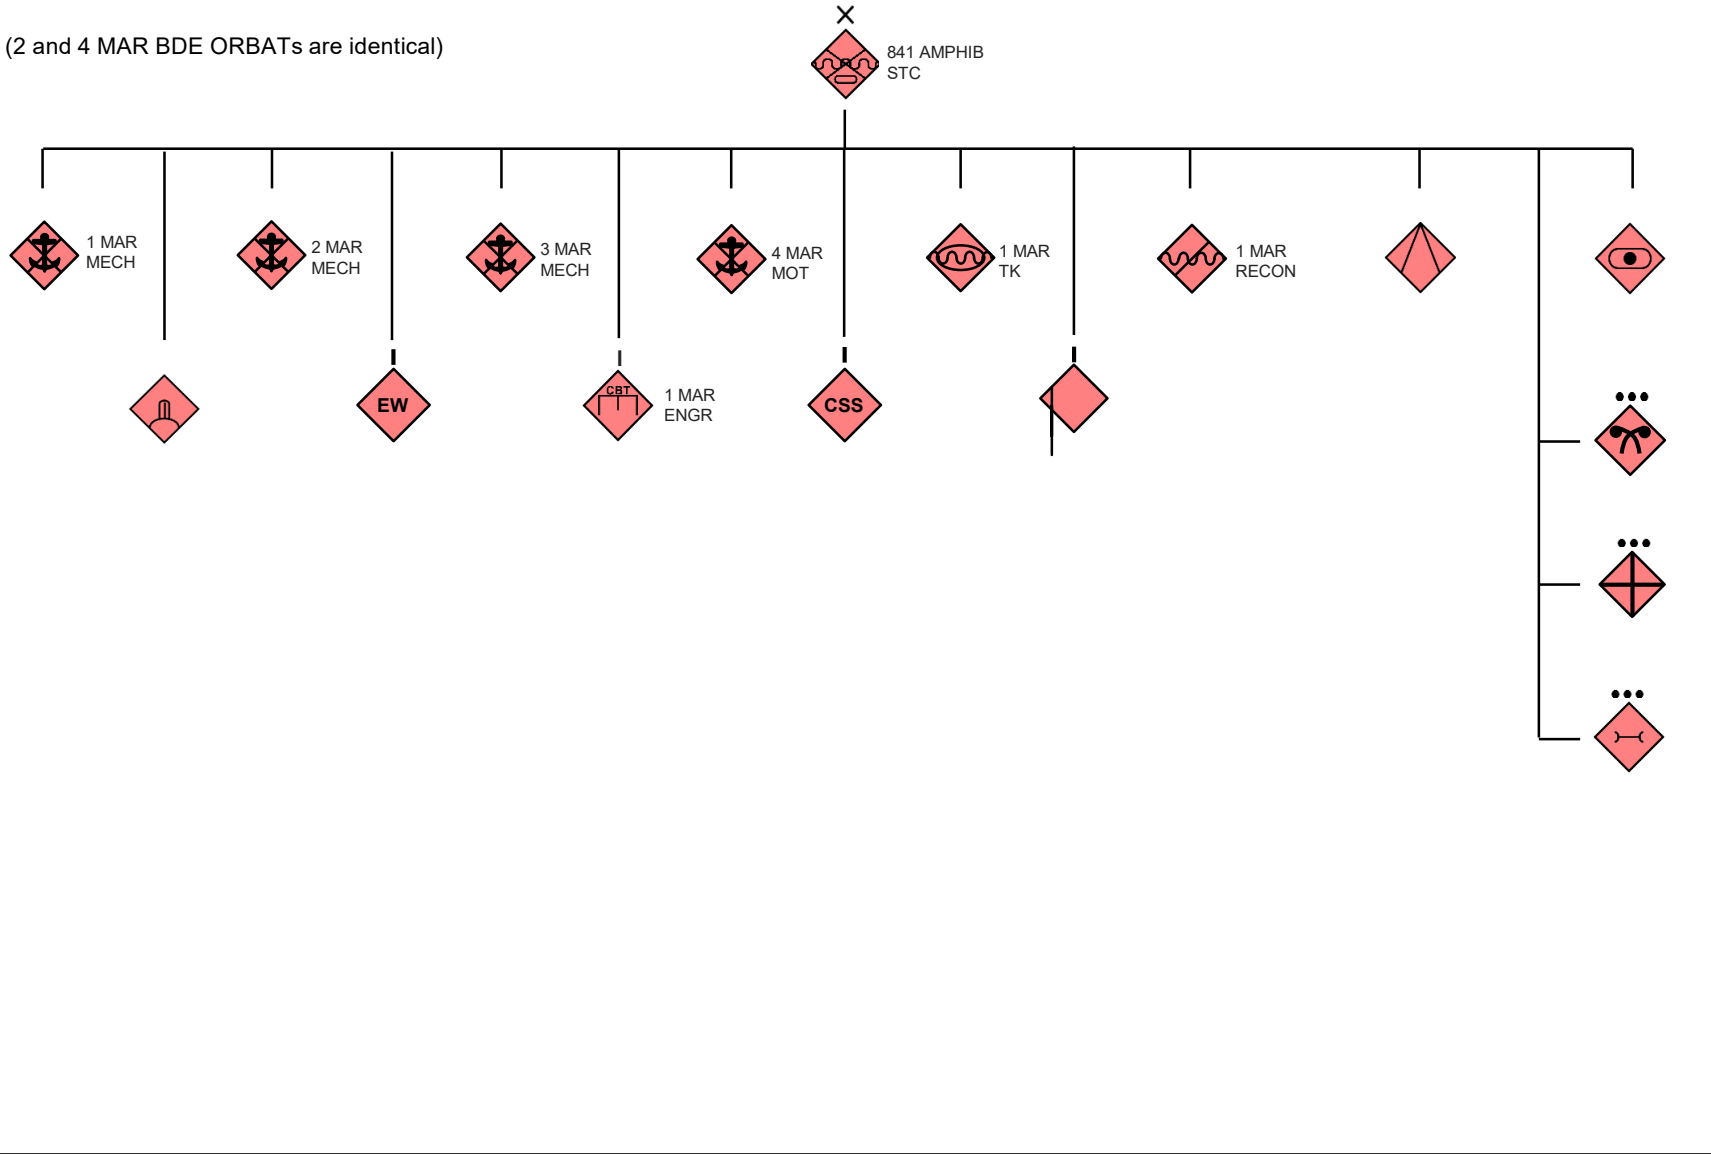 (2 and 4 MAR BDE ORBATs are identical)
841 AMPHIB
STC
1 MAR
MECH
2 MAR
MECH
3 MAR
MECH
4 MAR
MOT
1 MAR
TK
1 MAR
RECON
EW
CBT
1 MAR
ENGR
CSS